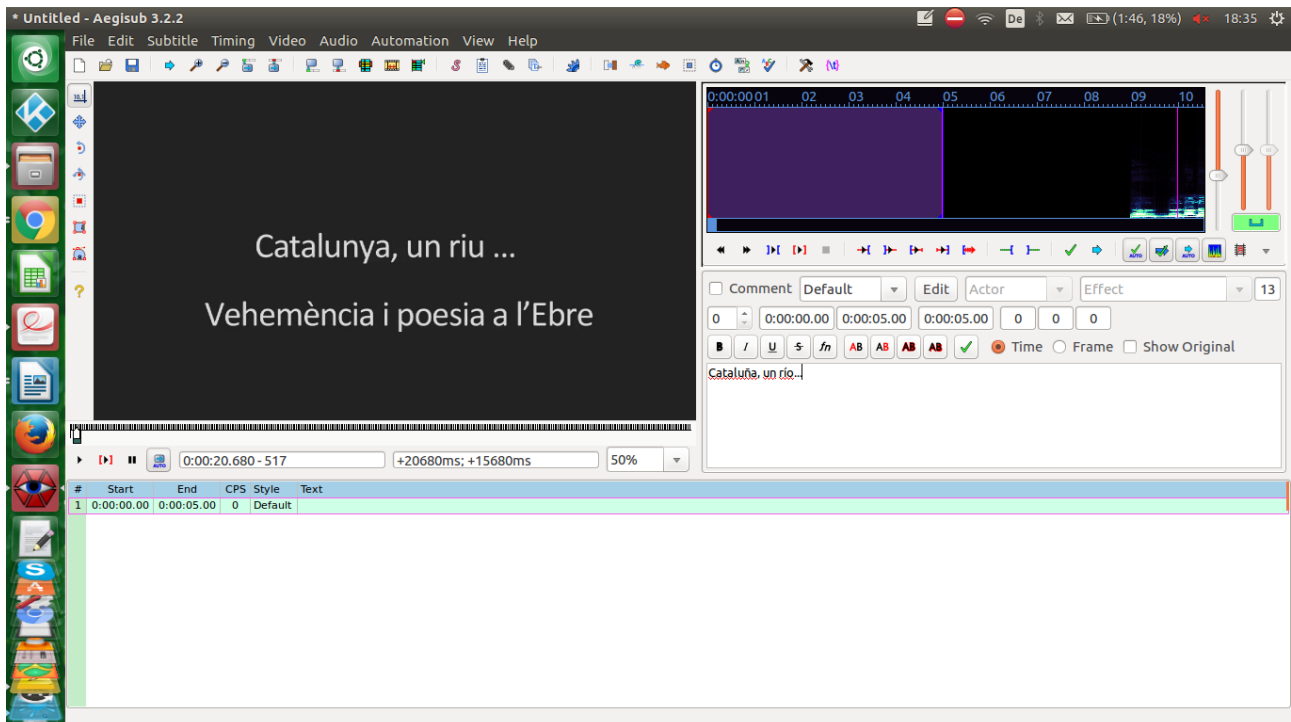 * Untitled - Aegisub 3.2.2
De
(1:46, 18%)
18:35
File Edit Subtitle Timing Video Audio Automation View Help
0:00:00 01 02 03 04 05 06 07 08 09 10
Catalunya, un riu ...
Vehemència i poesia a l’Ebre
Comment Default Edit Actor Effect 13
0 0:00:00.00 0:00:05.00 0:00:05.00 0 0 0
B I U S fn AB AB AB AB Time Frame Show Original
Cataluña, un río...
0:00:20.680 - 517 +20680ms; +15680ms 50%
# Start End CPS Style Text
1 0:00:00.00 0:00:05.00 0 Default